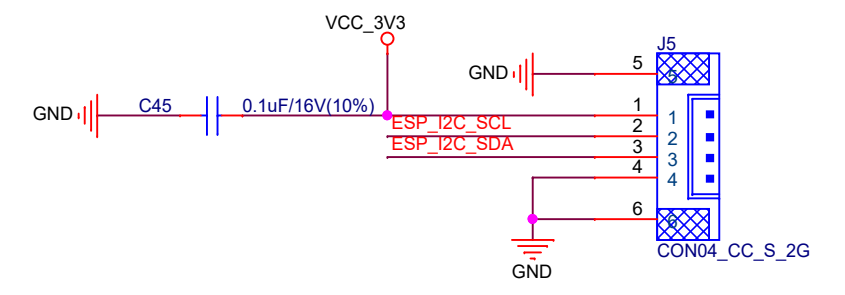 VCC_3V3
J5
GND
5
5
GND
C45
0.1uF/16V(10%)
1
1
ESP_I2C_SCL
2
2
ESP_I2C_SDA
3
3
4
4
6
6
CON04_CC_S_2G
GND